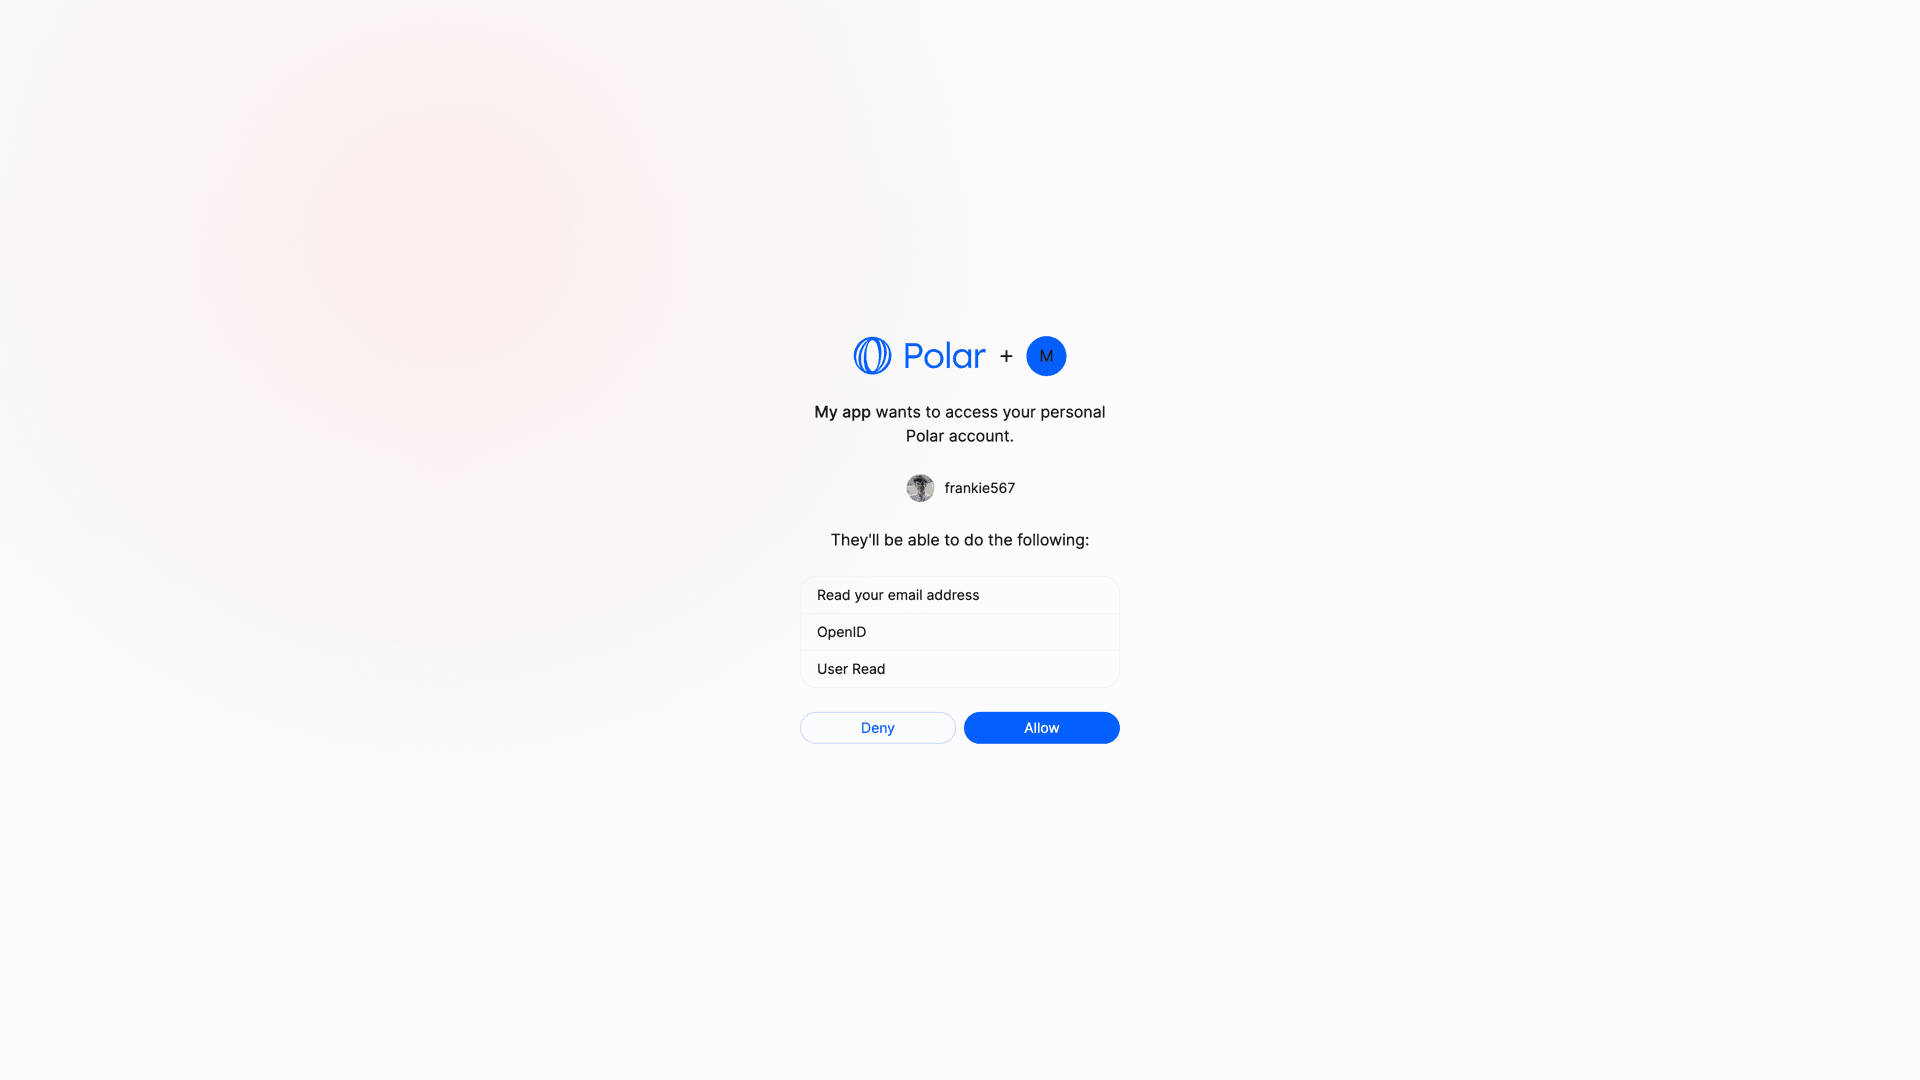 Polar + M
My app wants to access your personal
Polar account.
frankie567
They'll be able to do the following:
Read your email address
OpenID
User Read
Deny
Allow